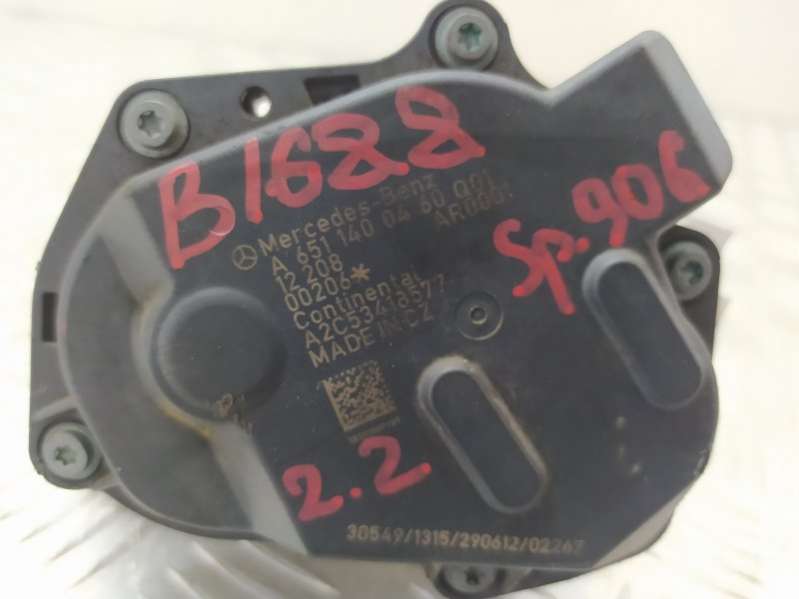 B1688
Mercedes-Benz
A 651 140 04 60 Q01
AR0001
12 208
00206*
Continental
A2C53418577
MADE IN CZ
Sp.906
2.2
30549/1315/290612/02267